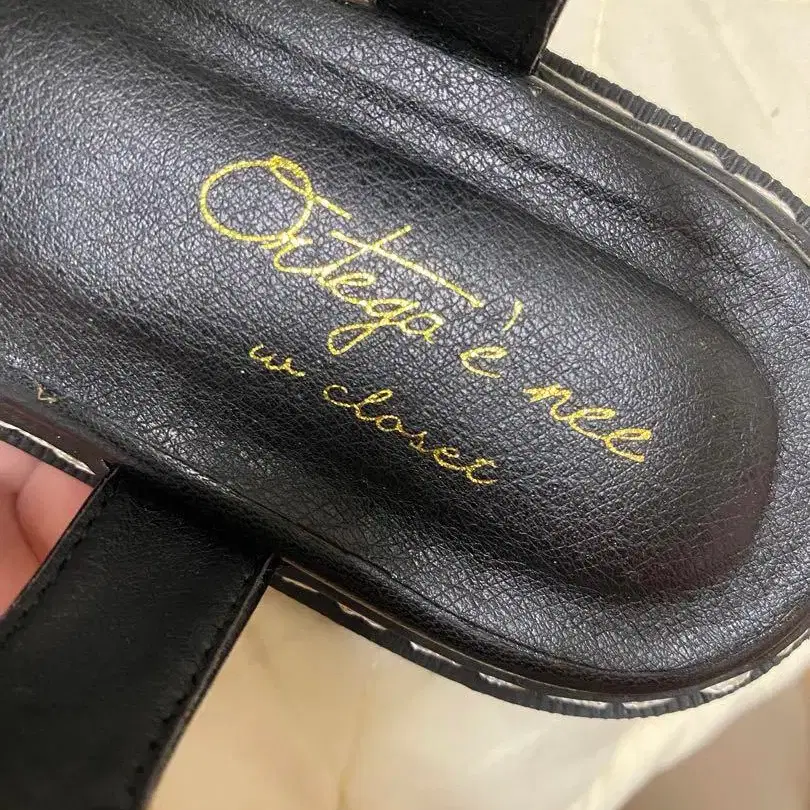 Ortega è nee
w closet